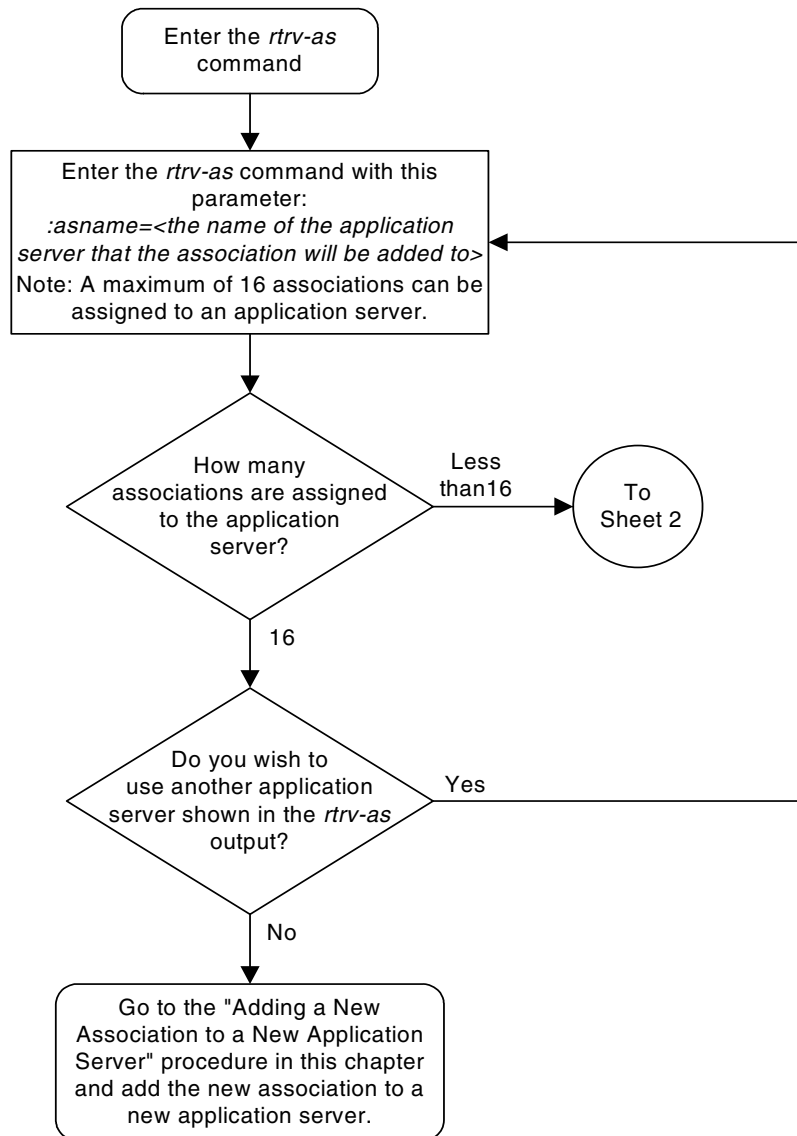 Enter the rtrv-as
command
Enter the rtrv-as command with this
parameter:
:asname=<the name of the application
server that the association will be added to>
Note: A maximum of 16 associations can be
assigned to an application server.
How many
associations are assigned
to the application
server?
Less
than16
To
Sheet 2
16
Do you wish to
use another application
server shown in the rtrv-as
output?
Yes
No
Go to the "Adding a New
Association to a New Application
Server" procedure in this chapter
and add the new association to a
new application server.